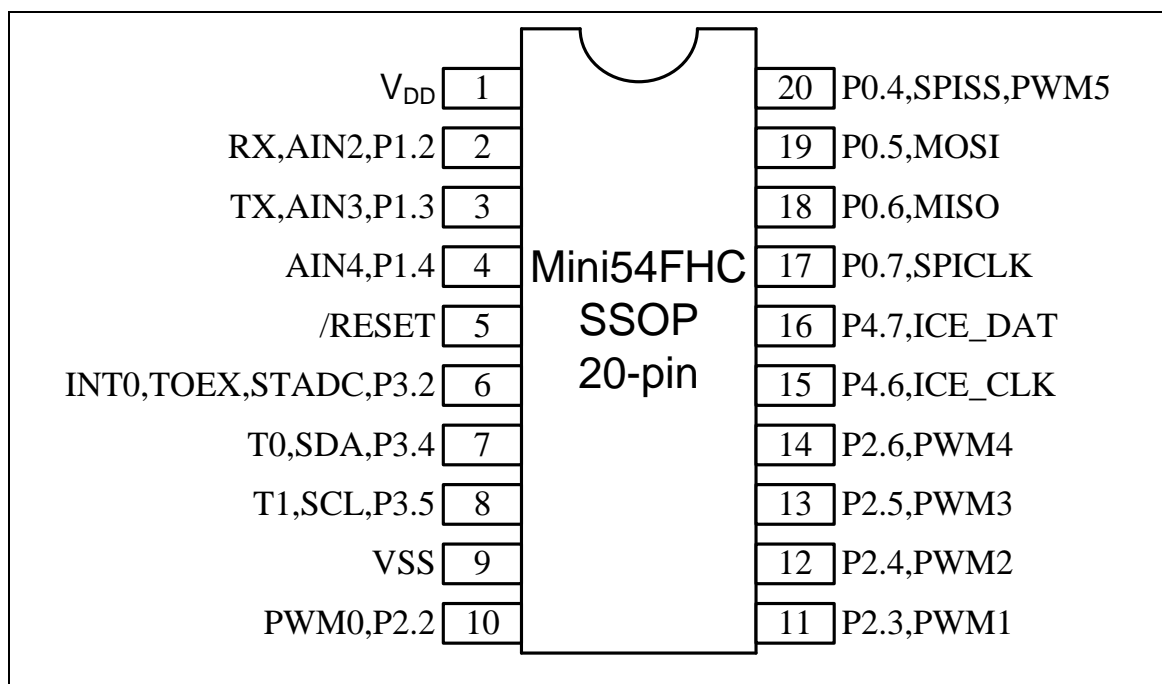 V_DD 1
RX,AIN2,P1.2 2
TX,AIN3,P1.3 3
AIN4,P1.4 4
/RESET 5
INT0,TOEX,STADC,P3.2 6
T0,SDA,P3.4 7
T1,SCL,P3.5 8
VSS 9
PWM0,P2.2 10
Mini54FHC
SSOP
20-pin
20 P0.4,SPISS,PWM5
19 P0.5,MOSI
18 P0.6,MISO
17 P0.7,SPICLK
16 P4.7,ICE_DAT
15 P4.6,ICE_CLK
14 P2.6,PWM4
13 P2.5,PWM3
12 P2.4,PWM2
11 P2.3,PWM1